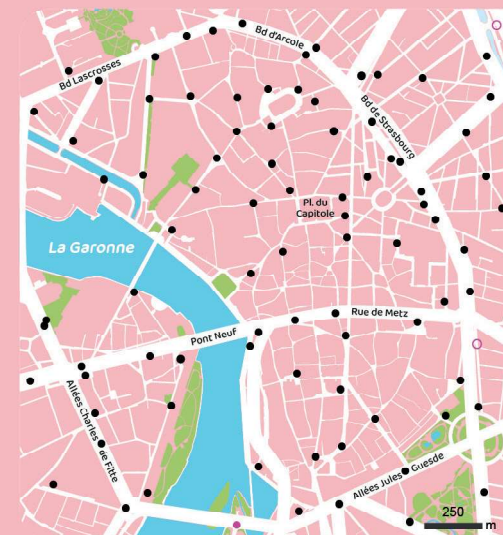 Bd d'Arcole
Bd Lascrosses
Bd de Strasbourg
Pl. du
Capitole
La Garonne
Rue de Metz
Pont Neuf
Allées Charles de Fitte
Allées Jules Guesde
250
m